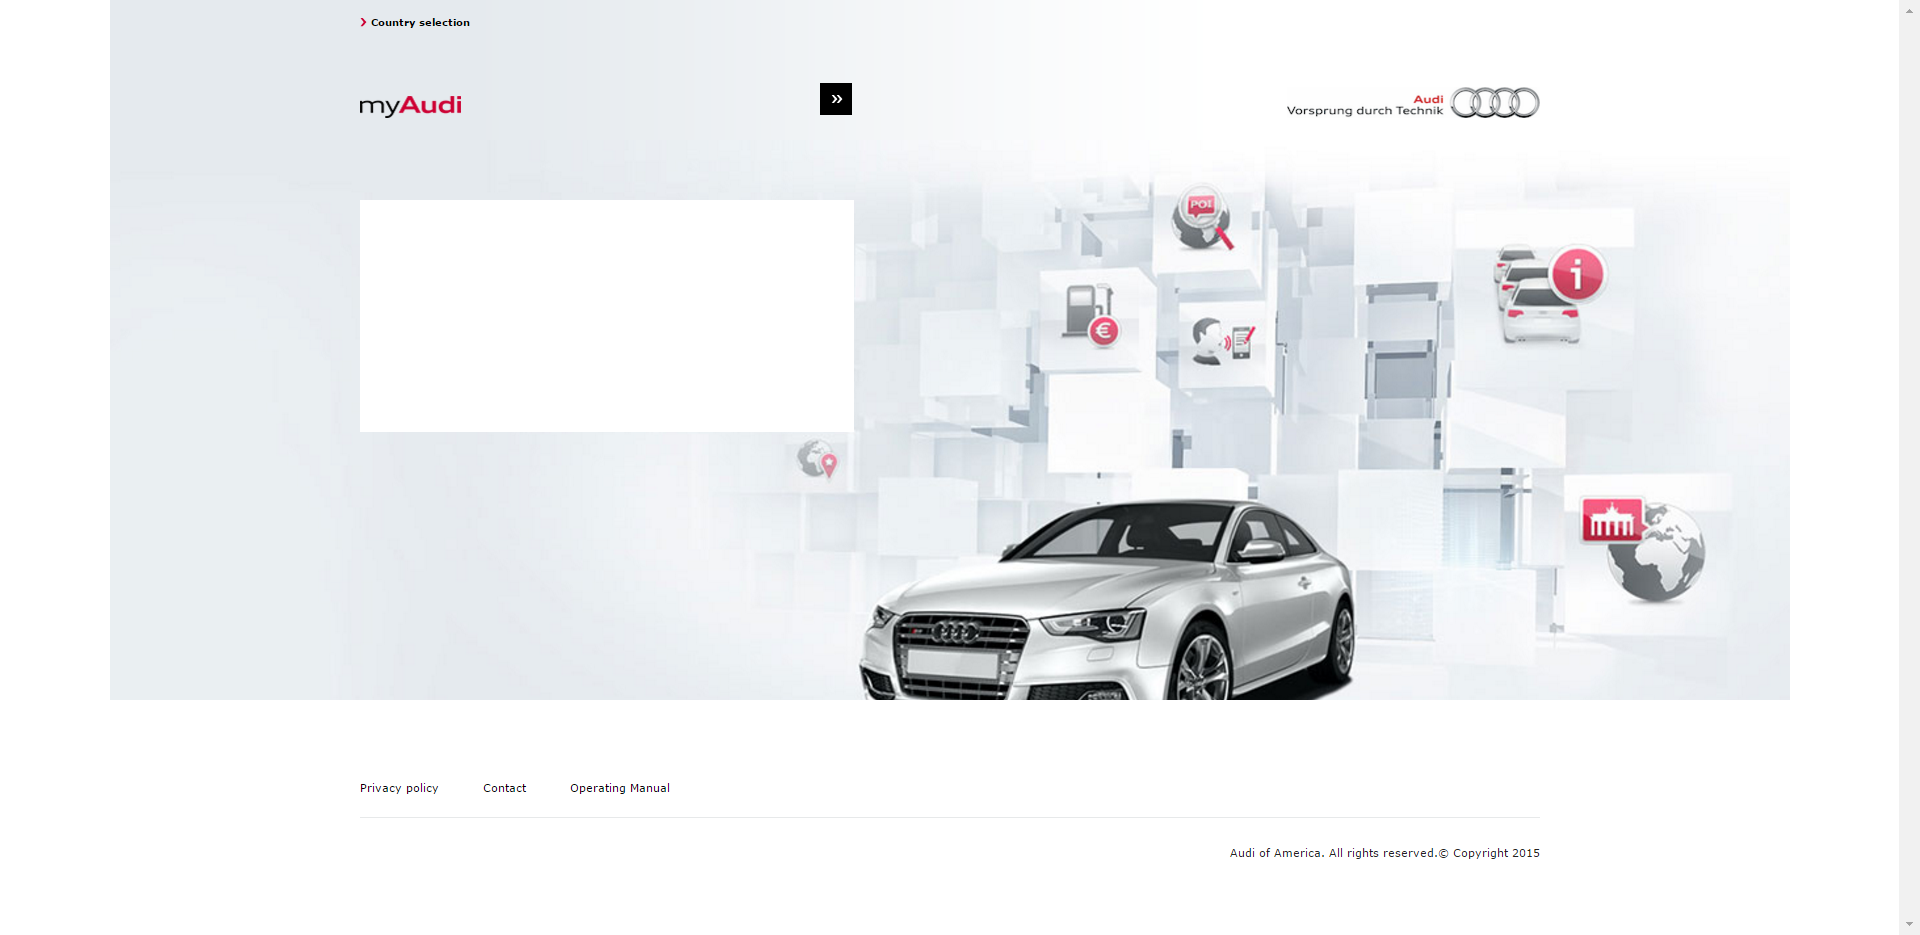 Country selection
myAudi
»
Audi
Vorsprung durch Technik
POI
i
€
Privacy policy
Contact
Operating Manual
Audi of America. All rights reserved.© Copyright 2015